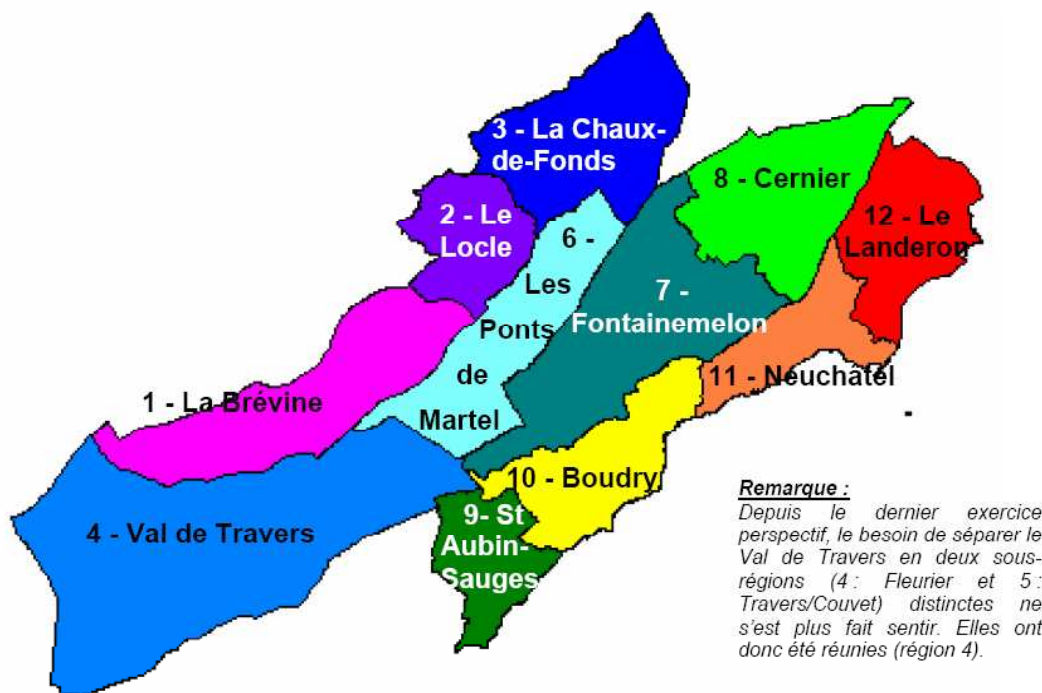 3 - La Chaux-
de-Fonds
8 - Cernier
2 - Le
Locle
6 -
Les
Ponts
de
Martel
12 - Le
Landeron
7 -
Fontainemelon
1 - La Brévine
11 - Neuchâtel
-
10 - Boudry
4 - Val de Travers
9- St
Aubin-
Sauges
Remarque :
Depuis le dernier exercice
perspectif, le besoin de séparer le
Val de Travers en deux sous-
régions (4 : Fleurier et 5 :
Travers/Couvet) distinctes ne
s'est plus fait sentir. Elles ont
donc été réunies (région 4).